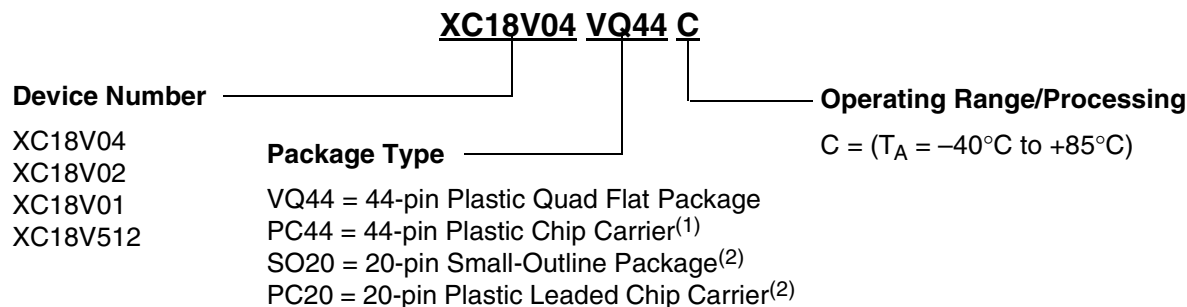 XC18V04 VQ44 C
Device Number
XC18V04
XC18V02
XC18V01
XC18V512
Package Type
VQ44 = 44-pin Plastic Quad Flat Package
PC44 = 44-pin Plastic Chip Carrier(1)
SO20 = 20-pin Small-Outline Package(2)
PC20 = 20-pin Plastic Leaded Chip Carrier(2)
Operating Range/Processing
C = (TA = –40°C to +85°C)